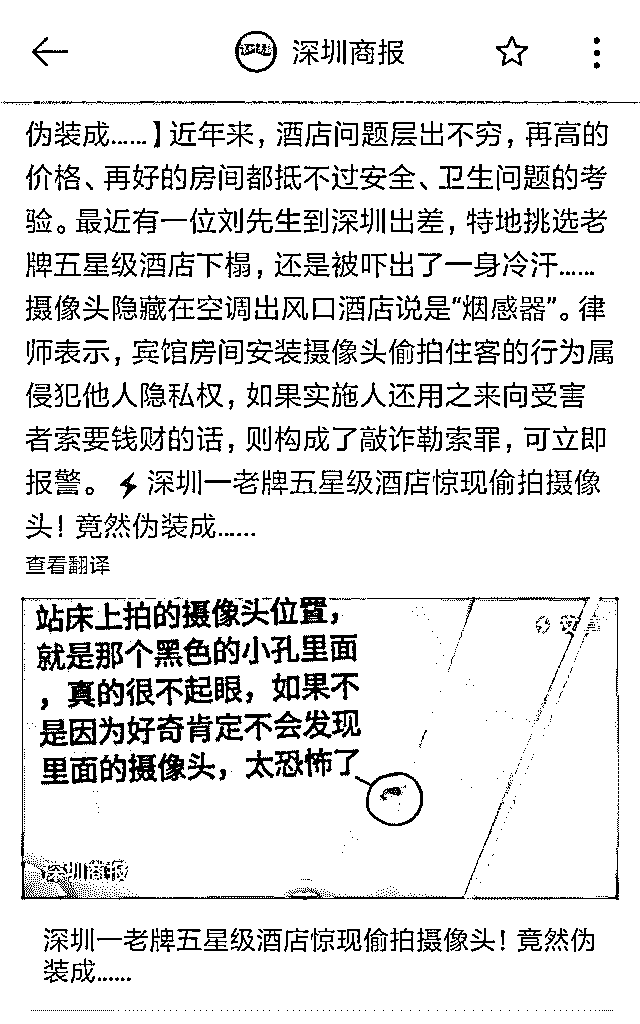 深圳商报
伪装成……】近年来，酒店问题层出不穷，再高的
价格、再好的房间都抵不过安全、卫生问题的考
验。最近有一位刘先生到深圳出差，特地挑选老
牌五星级酒店下榻，还是被吓出了一身冷汗……
摄像头隐藏在空调出风口酒店说是“烟感器”。律
师表示，宾馆房间安装摄像头偷拍住客的行为属
侵犯他人隐私权，如果实施人还用之来向受害
者索要钱财的话，则构成了敲诈勒索罪，可立即
报警。⚡深圳一老牌五星级酒店惊现偷拍摄像
头！竟然伪装成……
查看翻译
站床上拍的摄像头位置，
就是那个黑色的小孔里面
，真的很不起眼，如果不
是因为好奇肯定不会发现
里面的摄像头，太恐怖了
深圳商报
深圳一老牌五星级酒店惊现偷拍摄像头！竟然伪
装成……